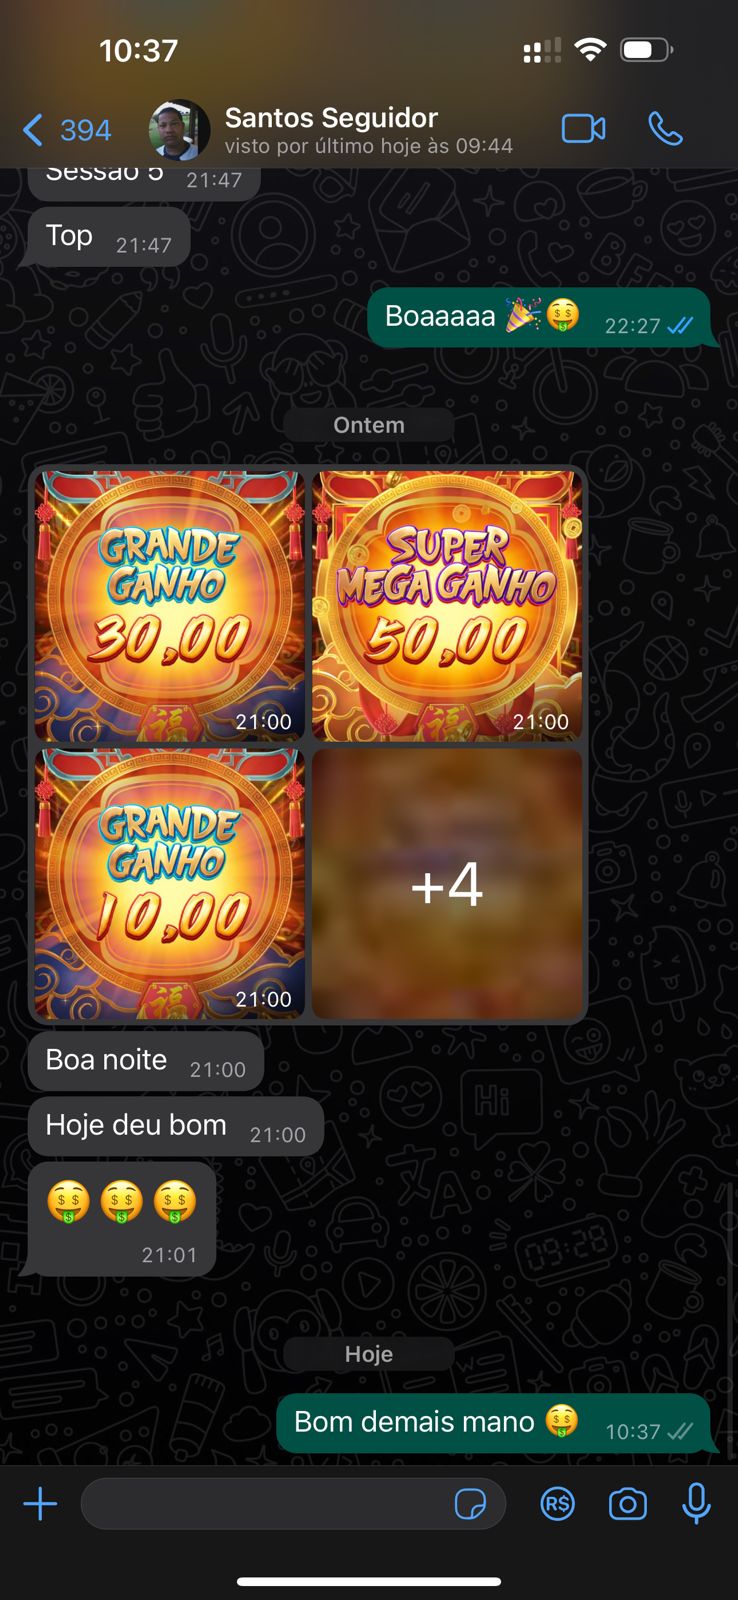 10:37
394
Santos Seguidor
visto por último hoje às 09:44
Sessão 5 21:47
Top 21:47
Boaaaaa 🎉🤑 22:27
Ontem
GRANDE
GANHO
30,00
21:00
SUPER
MEGA GANHO
50,00
21:00
GRANDE
GANHO
10,00
21:00
+4
福
福
福
Boa noite 21:00
Hoje deu bom 21:00
🤑🤑🤑
21:01
Hoje
Bom demais mano 🤑 10:37
R$